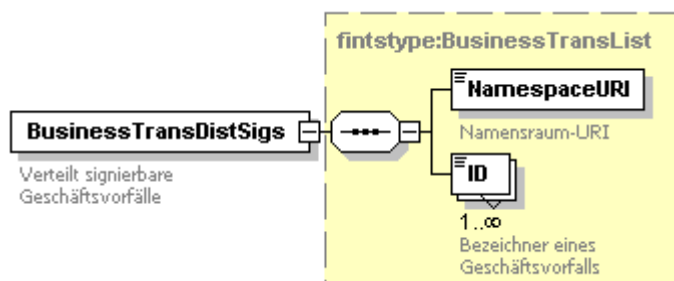 fintstype:BusinessTransList
NamespaceURI
Namensraum-URI
BusinessTransDistSigs
Verteilt signierbare
Geschäftsvorfälle
ID
1..∞
Bezeichner eines
Geschäftsvorfalls